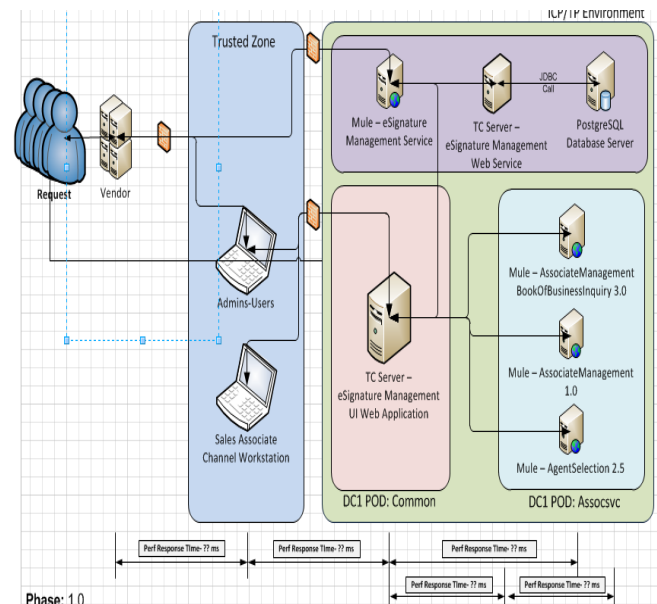 ICP/TP Environment
Trusted Zone
Mule – eSignature
Management Service
TC Server –
eSignature Management
Web Service
JDBC
Call
PostgreSQL
Database Server
Request
Vendor
Admins-Users
Sales Associate
Channel Workstation
TC Server –
eSignature Management
UI Web Application
DC1 POD: Common
Mule – AssociateManagement
BookOfBusinessInquiry 3.0
Mule – AssociateManagement
1.0
Mule – AgentSelection 2.5
DC1 POD: Assocsvc
Perf Response Time- ?? ms
Perf Response Time- ?? ms
Perf Response Time- ?? ms
Perf Response Time- ?? ms
Perf Response Time- ?? ms
Phase: 1.0